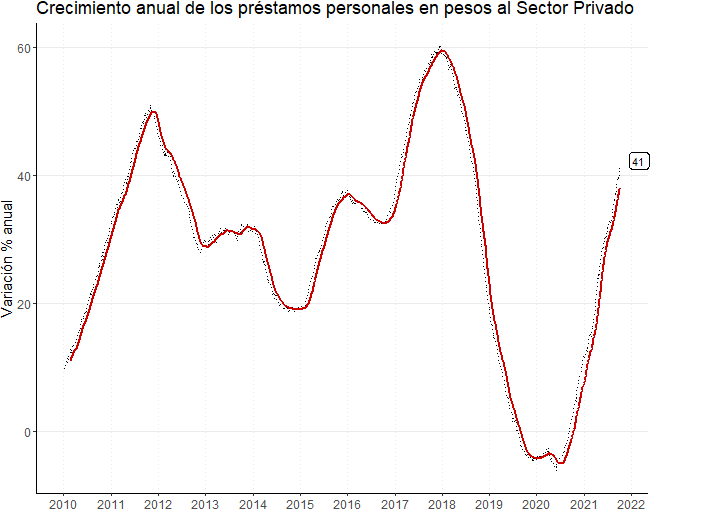 Crecimiento anual de los préstamos personales en pesos al Sector Privado
Variación % anual
60
40
20
0
41
2010 2011 2012 2013 2014 2015 2016 2017 2018 2019 2020 2021 2022